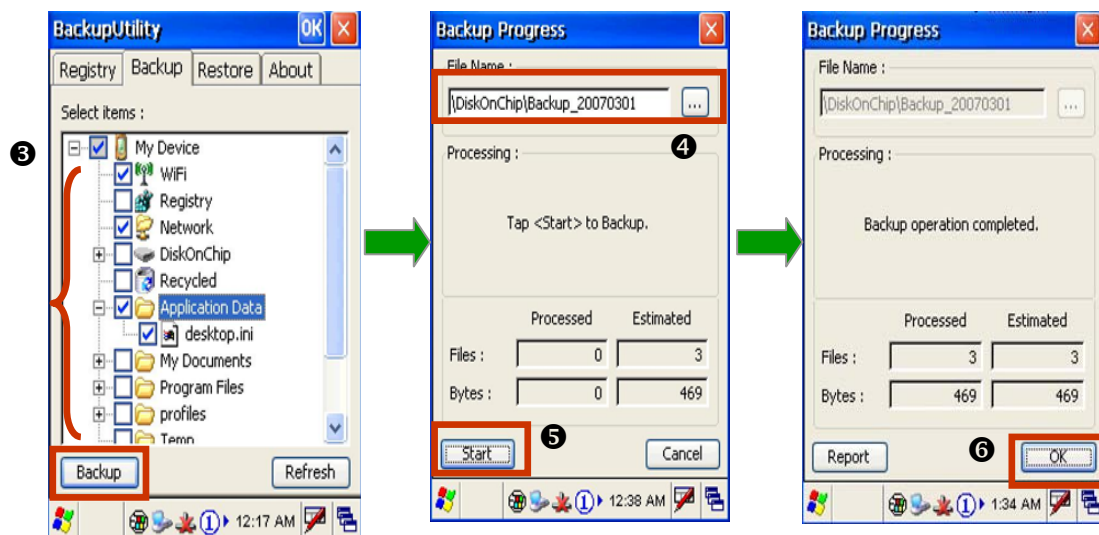 BackupUtility OK
Registry Backup Restore About
Select items :
❸
My Device
WiFi
Registry
Network
DiskOnChip
Recycled
Application Data
desktop.ini
My Documents
Program Files
profiles
Temp
Backup Refresh
12:17 AM
Backup Progress
File Name :
\DiskOnChip\Backup_20070301 ...
❹
Processing :
Tap <Start> to Backup.
Processed Estimated
Files : 0 3
Bytes : 0 469
❺
Start Cancel
12:38 AM
Backup Progress
File Name :
\DiskOnChip\Backup_20070301 ...
Processing :
Backup operation completed.
Processed Estimated
Files : 3 3
Bytes : 469 469
Report ❻ OK
1:34 AM